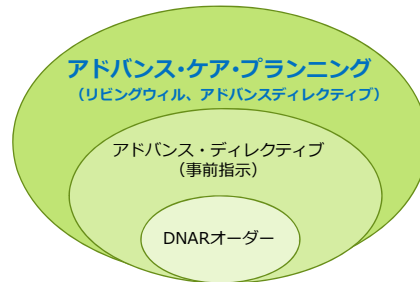 アドバンス・ケア・プランニング
（リビングウィル、アドバンスディレクティブ）
アドバンス・ディレクティブ
（事前指示）
DNARオーダー